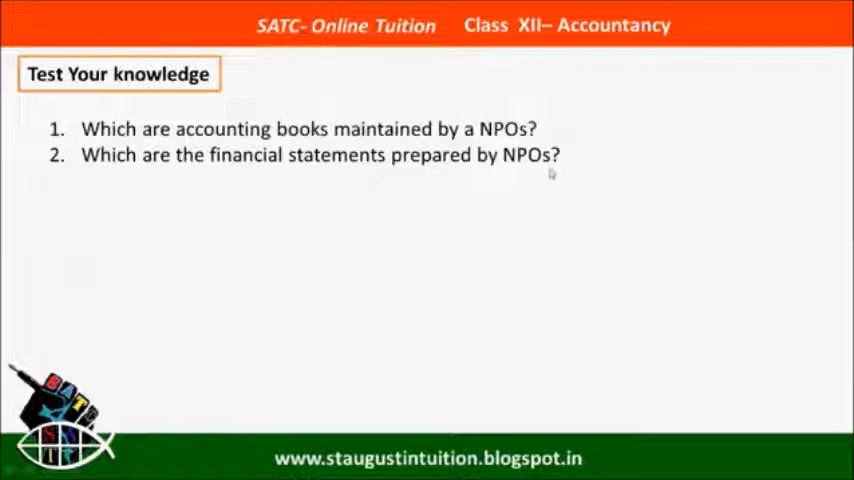 SATC- Online Tuition Class XII– Accountancy
Test Your knowledge
1. Which are accounting books maintained by a NPOs?
2. Which are the financial statements prepared by NPOs?
SATC
www.staugustintuition.blogspot.in